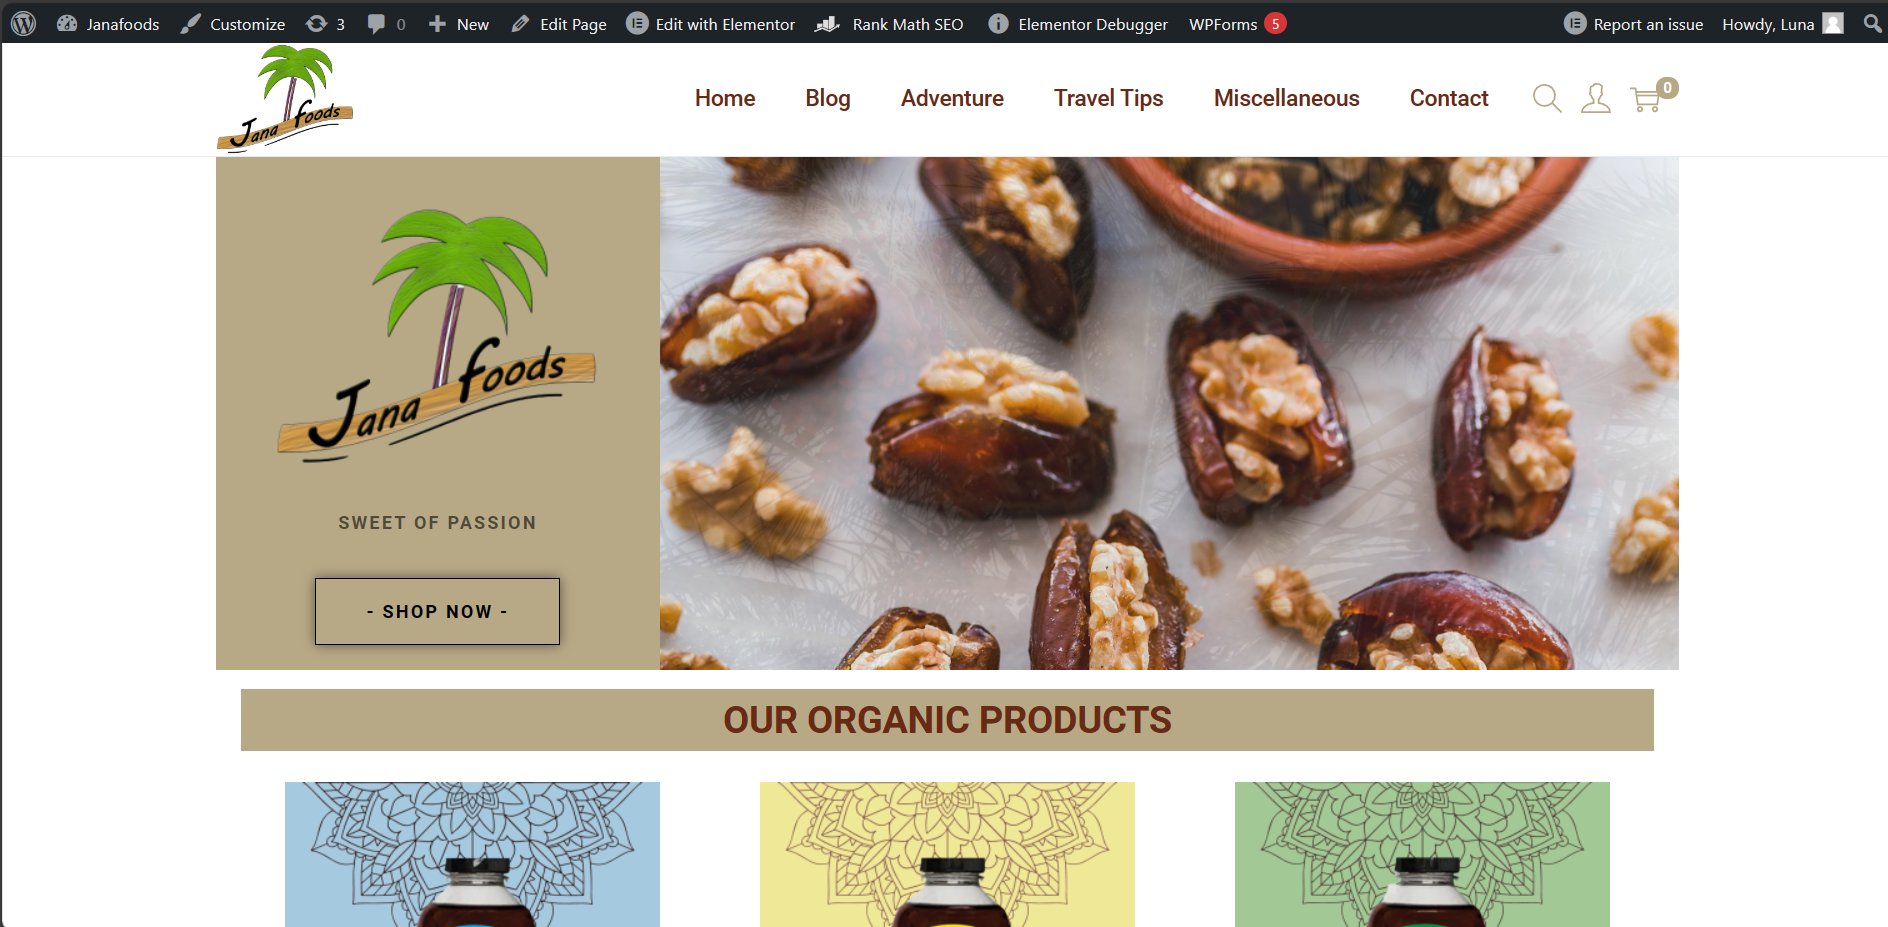 Janafoods Customize 3 0 New Edit Page Edit with Elementor Rank Math SEO Elementor Debugger WPForms 5 Report an issue Howdy, Luna
Jana foods
Home Blog Adventure Travel Tips Miscellaneous Contact 0
Jana foods
SWEET OF PASSION
- SHOP NOW -
OUR ORGANIC PRODUCTS